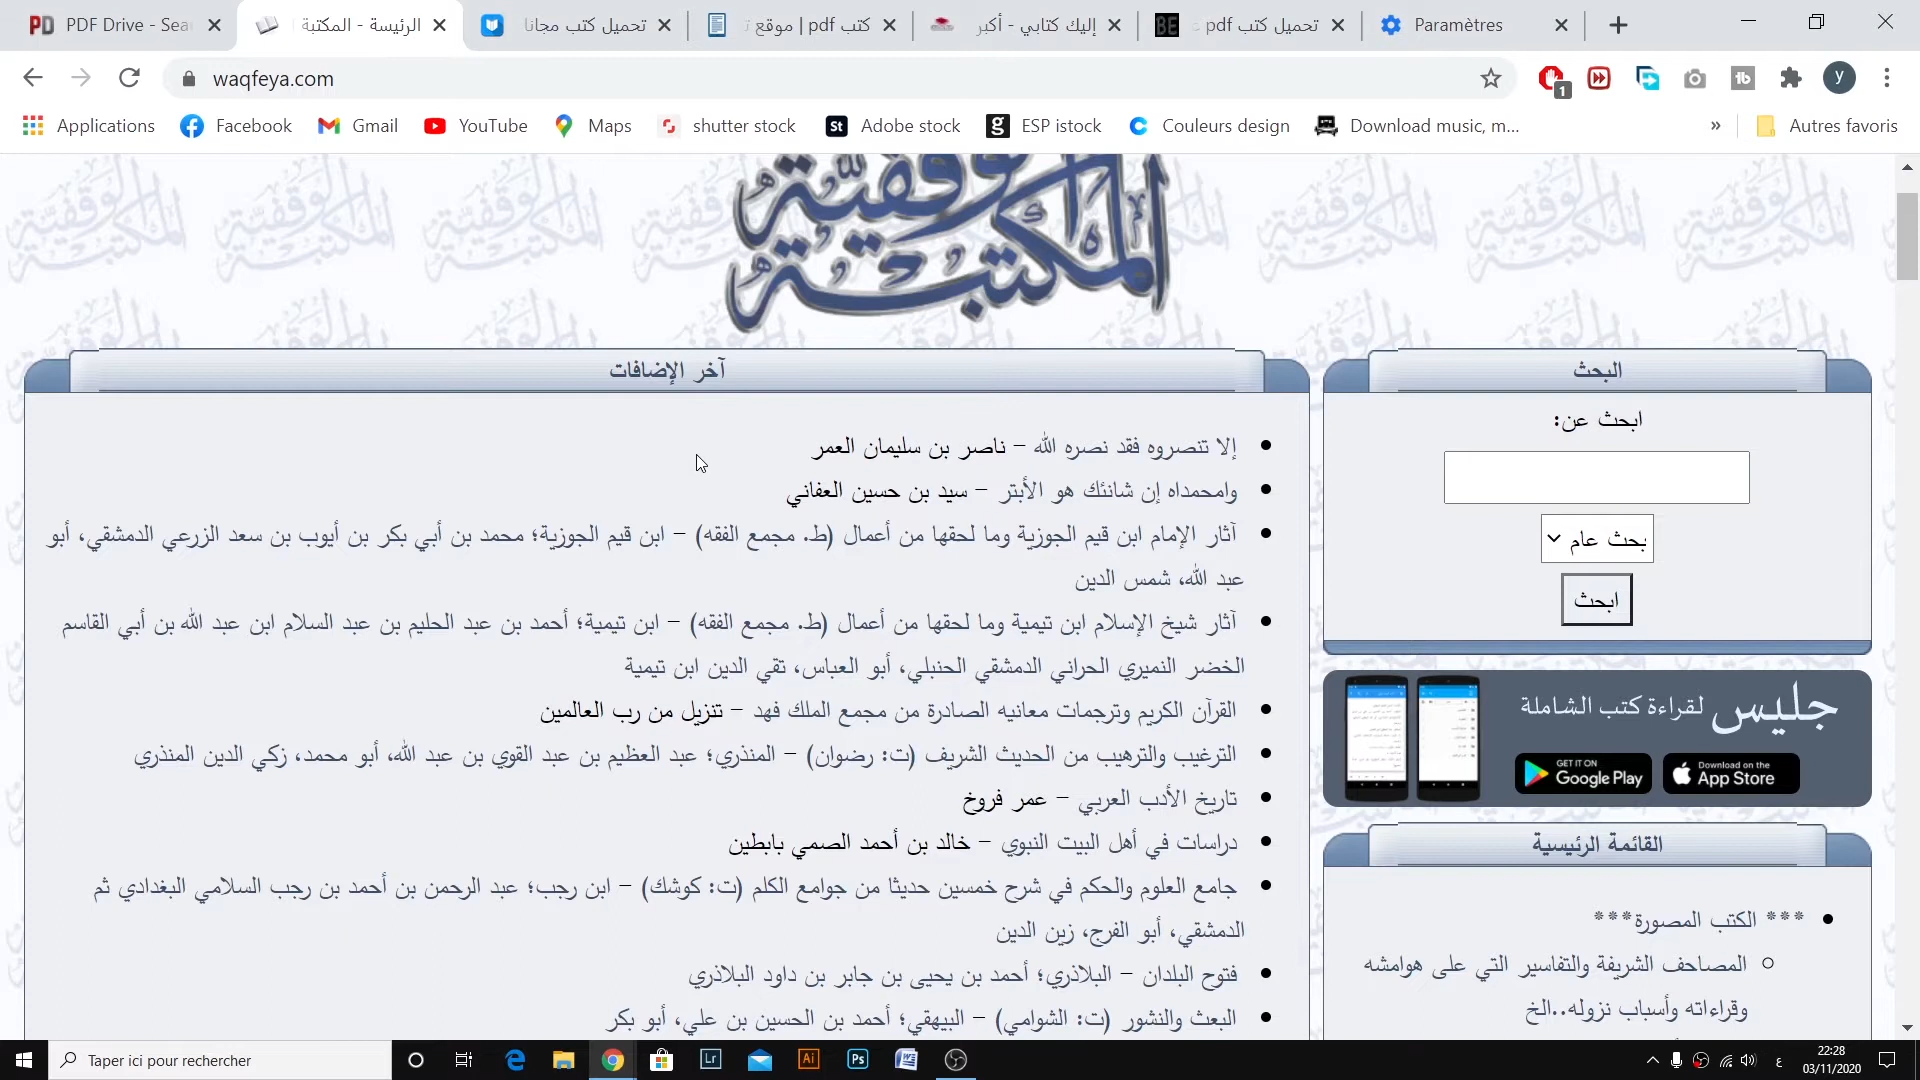 PDF Drive - Sea
الرئيسية - المكتبة
تحميل كتب مجانا
كتب pdf | موقع
إليك كتابي - أكبر
تحميل كتب pdf
Paramètres
waqfeya.com
1
y
Applications
Facebook
Gmail
YouTube
Maps
shutter stock
Adobe stock
ESP istock
Couleurs design
Download music, m...
»
Autres favoris
المكتبة الوقفية
البحث
ابحث عن:
بحث عام
ابحث
جليس لقراءة كتب الشاملة
GET IT ON Google Play
Download on the App Store
القائمة الرئيسية
*** الكتب المصورة***
المصاحف الشريفة والتفاسير التي على هوامشه
وقراءاته وأسباب نزوله..الخ
آخر الإضافات
إلا تنصروه فقد نصره الله – ناصر بن سليمان العمر
وامحمداه إن شانئك هو الأبتر – سيد بن حسين العفاني
آثار الإمام ابن قيم الجوزية وما لحقها من أعمال (ط. مجمع الفقه) – ابن قيم الجوزية؛ محمد بن أبي بكر بن أيوب بن سعد الزرعي الدمشقي، أبو
عبد الله، شمس الدين
آثار شيخ الإسلام ابن تيمية وما لحقها من أعمال (ط. مجمع الفقه) – ابن تيمية؛ أحمد بن عبد الحليم بن عبد السلام ابن عبد الله بن أبي القاسم
الخضر النميري الحراني الدمشقي الحنبلي، أبو العباس، تقي الدين ابن تيمية
القرآن الكريم وترجمات معانيه الصادرة من مجمع الملك فهد – تنزيل من رب العالمين
الترغيب والترهيب من الحديث الشريف (ت: رضوان) – المنذري؛ عبد العظيم بن عبد القوي بن عبد الله، أبو محمد، زكي الدين المنذري
تاريخ الأدب العربي – عمر فروخ
دراسات في أهل البيت النبوي – خالد بن أحمد الصمي بابطين
جامع العلوم والحكم في شرح خمسين حديثا من جوامع الكلم (ت: كوشك) – ابن رجب؛ عبد الرحمن بن أحمد بن رجب السلامي البغدادي ثم
الدمشقي، أبو الفرج، زين الدين
فتوح البلدان – البلاذري؛ أحمد بن يحيى بن جابر بن داود البلاذري
البعث والنشور (ت: الشوامي) – البيهقي؛ أحمد بن الحسين بن علي، أبو بكر
Taper ici pour rechercher
Lr
Ai
Ps
ع
22:28
03/11/2020